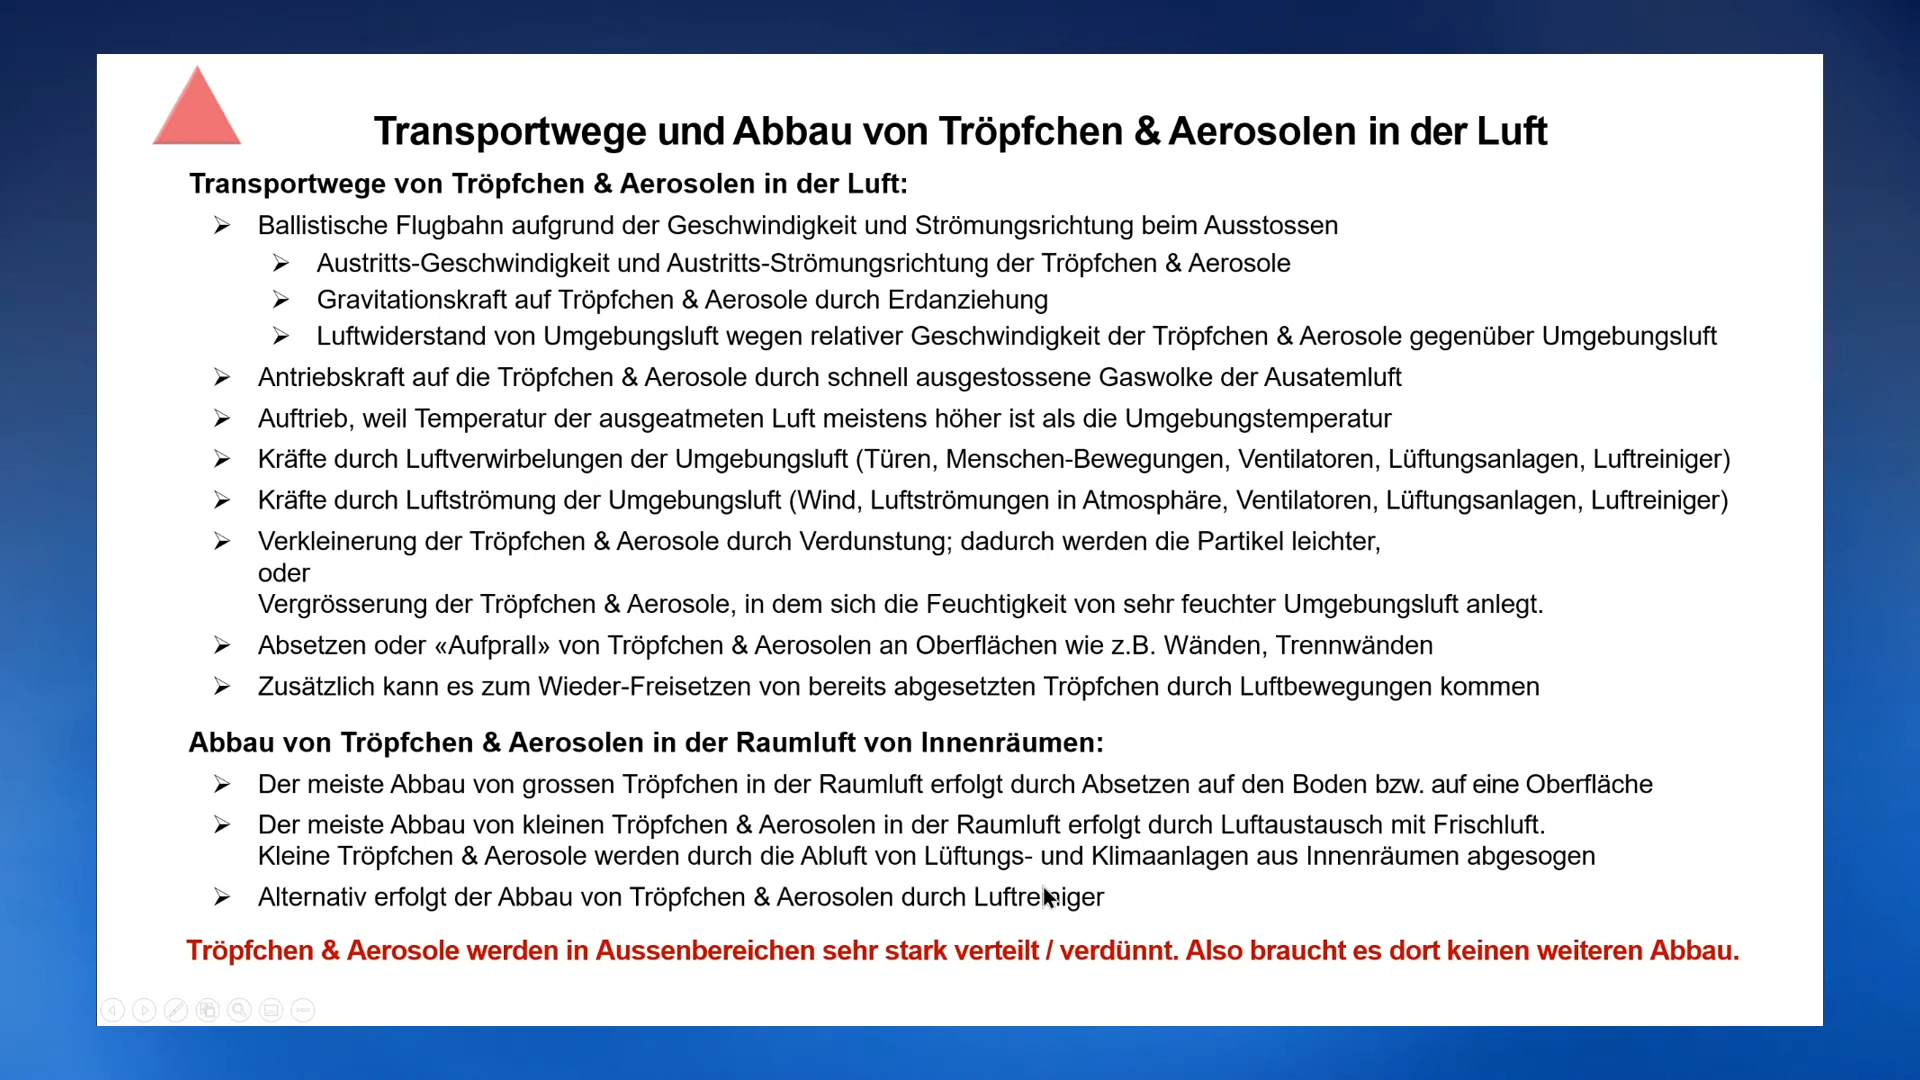 Transportwege und Abbau von Tröpfchen & Aerosolen in der Luft
Transportwege von Tröpfchen & Aerosolen in der Luft:
Ballistische Flugbahn aufgrund der Geschwindigkeit und Strömungsrichtung beim Ausstossen
Austritts-Geschwindigkeit und Austritts-Strömungsrichtung der Tröpfchen & Aerosole
Gravitationskraft auf Tröpfchen & Aerosole durch Erdanziehung
Luftwiderstand von Umgebungsluft wegen relativer Geschwindigkeit der Tröpfchen & Aerosole gegenüber Umgebungsluft
Antriebskraft auf die Tröpfchen & Aerosole durch schnell ausgestossene Gaswolke der Ausatemluft
Auftrieb, weil Temperatur der ausgeatmeten Luft meistens höher ist als die Umgebungstemperatur
Kräfte durch Luftverwirbelungen der Umgebungsluft (Türen, Menschen-Bewegungen, Ventilatoren, Lüftungsanlagen, Luftreiniger)
Kräfte durch Luftströmung der Umgebungsluft (Wind, Luftströmungen in Atmosphäre, Ventilatoren, Lüftungsanlagen, Luftreiniger)
Verkleinerung der Tröpfchen & Aerosole durch Verdunstung; dadurch werden die Partikel leichter,
oder
Vergrösserung der Tröpfchen & Aerosole, in dem sich die Feuchtigkeit von sehr feuchter Umgebungsluft anlegt.
Absetzen oder «Aufprall» von Tröpfchen & Aerosolen an Oberflächen wie z.B. Wänden, Trennwänden
Zusätzlich kann es zum Wieder-Freisetzen von bereits abgesetzten Tröpfchen durch Luftbewegungen kommen
Abbau von Tröpfchen & Aerosolen in der Raumluft von Innenräumen:
Der meiste Abbau von grossen Tröpfchen in der Raumluft erfolgt durch Absetzen auf den Boden bzw. auf eine Oberfläche
Der meiste Abbau von kleinen Tröpfchen & Aerosolen in der Raumluft erfolgt durch Luftaustausch mit Frischluft.
Kleine Tröpfchen & Aerosole werden durch die Abluft von Lüftungs- und Klimaanlagen aus Innenräumen abgesogen
Alternativ erfolgt der Abbau von Tröpfchen & Aerosolen durch Luftreiniger
Tröpfchen & Aerosole werden in Aussenbereichen sehr stark verteilt / verdünnt. Also braucht es dort keinen weiteren Abbau.